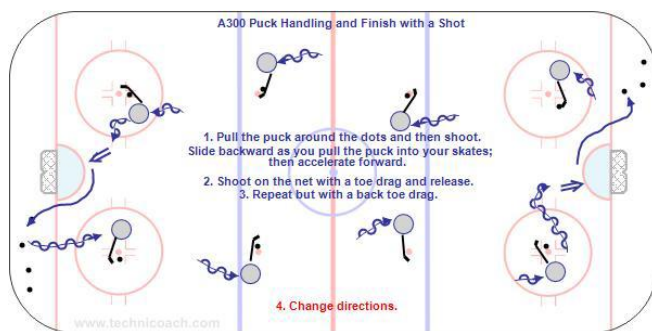 A300 Puck Handling and Finish with a Shot
1. Pull the puck around the dots and then shoot.
Slide backward as you pull the puck into your skates;
then accelerate forward.
2. Shoot on the net with a toe drag and release.
3. Repeat but with a back toe drag.
4. Change directions.
www.technicoach.com